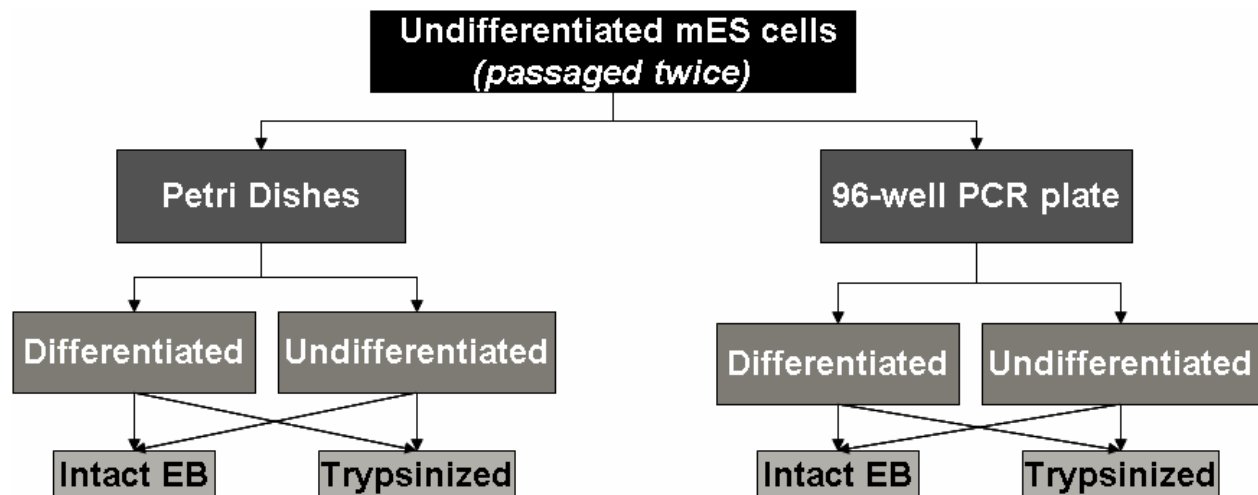 Undifferentiated mES cells
(passaged twice)
Petri Dishes
96-well PCR plate
Differentiated
Undifferentiated
Differentiated
Undifferentiated
Intact EB
Trypsinized
Intact EB
Trypsinized